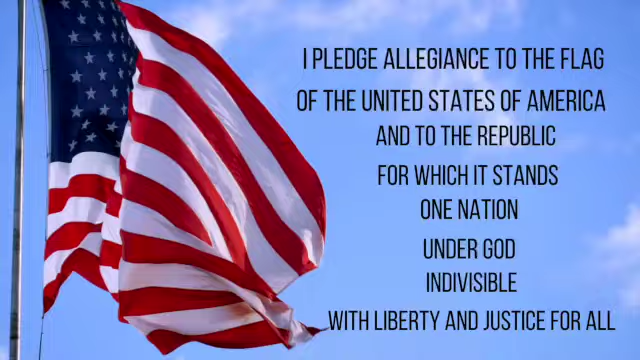 I PLEDGE ALLEGIANCE TO THE FLAG
OF THE UNITED STATES OF AMERICA
AND TO THE REPUBLIC
FOR WHICH IT STANDS
ONE NATION
UNDER GOD
INDIVISIBLE
WITH LIBERTY AND JUSTICE FOR ALL